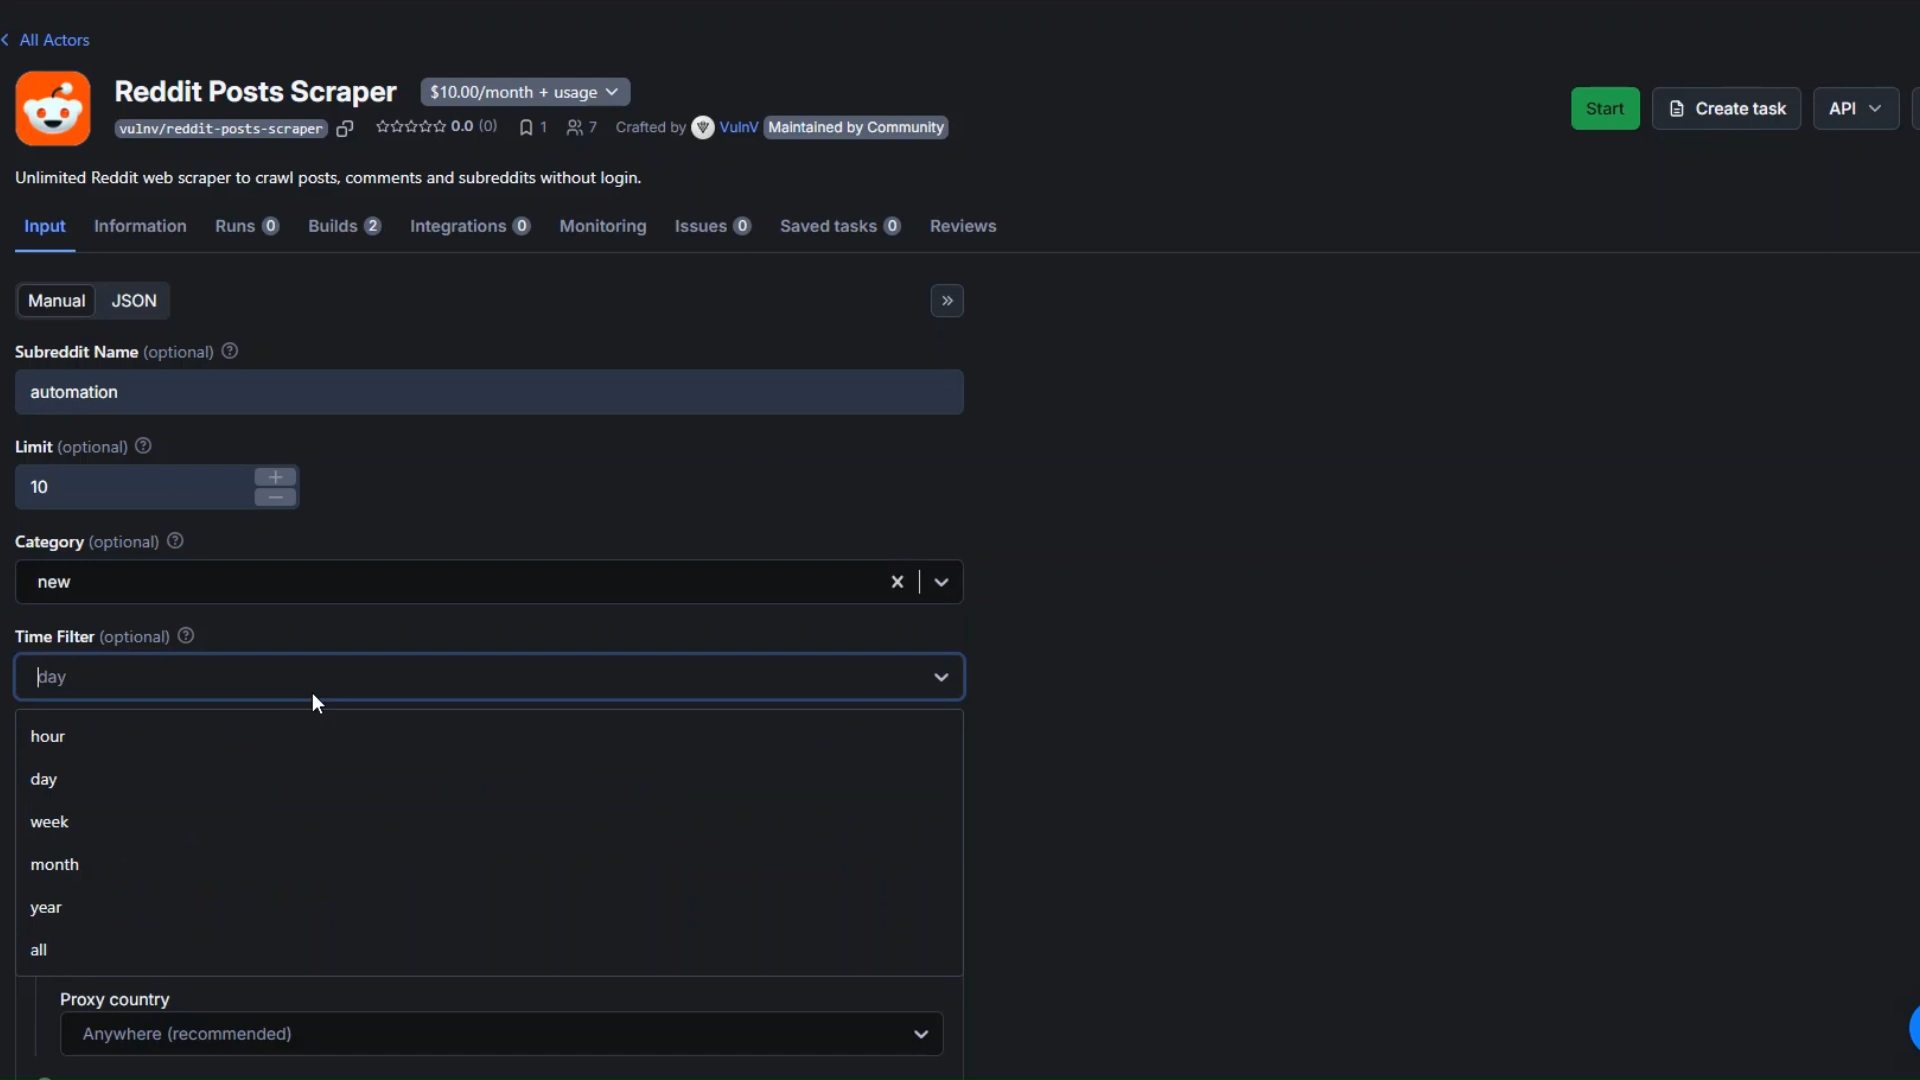 All Actors
Reddit Posts Scraper $10.00/month + usage
vulnv/reddit-posts-scraper 0.0 (0) 1 7 Crafted by VulnV Maintained by Community
Start Create task API
Unlimited Reddit web scraper to crawl posts, comments and subreddits without login.
Input Information Runs 0 Builds 2 Integrations 0 Monitoring Issues 0 Saved tasks 0 Reviews
Manual JSON
Subreddit Name (optional)
automation
Limit (optional)
10
Category (optional)
new
Time Filter (optional)
day
hour
day
week
month
year
all
Proxy country
Anywhere (recommended)